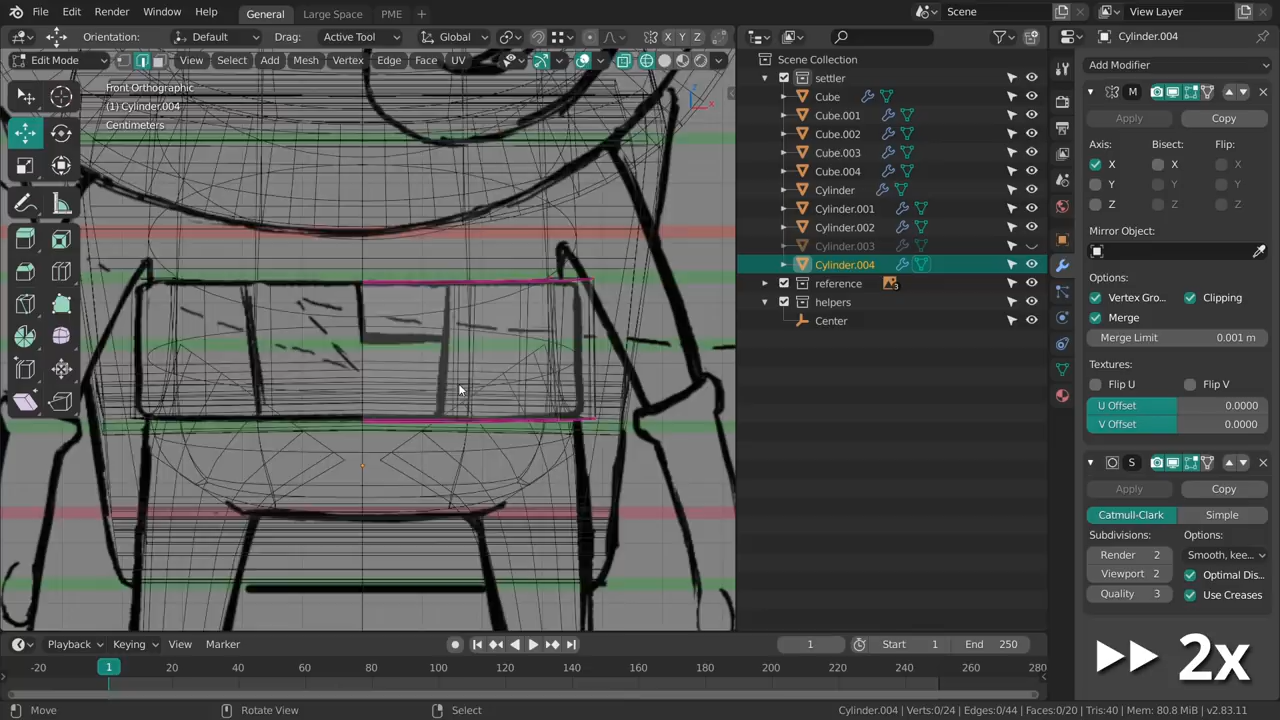 File Edit Render Window Help General Large Space PME + Scene View Layer
Orientation: Default Drag: Active Tool Global X Y Z Cylinder.004
Edit Mode View Select Add Mesh Vertex Edge Face UV
Front Orthographic
(1) Cylinder.004
Centimeters
Scene Collection
settler
Cube
Cube.001
Cube.002
Cube.003
Cube.004
Cylinder
Cylinder.001
Cylinder.002
Cylinder.003
Cylinder.004
reference 3
helpers
Center
Add Modifier
M
Apply Copy
Axis: Bisect: Flip:
X X X
Y Y Y
Z Z Z
Mirror Object:
Options:
Vertex Gro... Clipping
Merge
Merge Limit 0.001 m
Textures:
Flip U Flip V
U Offset 0.0000
V Offset 0.0000
S
Apply Copy
Catmull-Clark Simple
Subdivisions: Options:
Render 2 Smooth, kee...
Viewport 2 Optimal Dis...
Quality 3 Use Creases
Playback Keying View Marker 1 Start 1 End 250
-20 1 20 40 60 80 100 120 140 160 180 200 220 240 260 280
2x
Move Rotate View Select Cylinder.004 | Verts:0/24 | Edges:0/44 | Faces:0/20 | Tris:40 | Mem: 80.8 MiB | v2.83.11